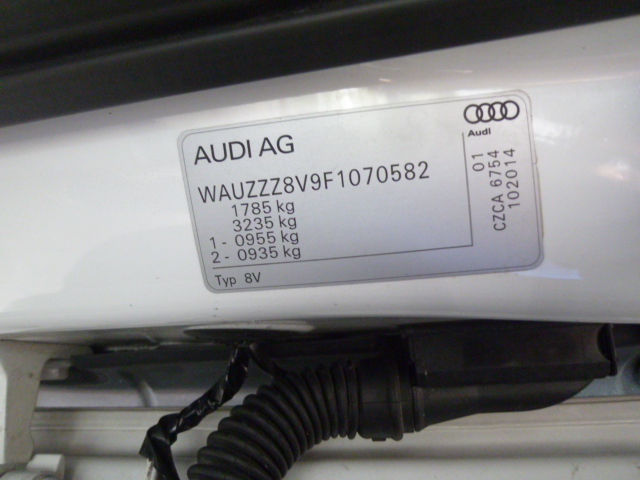 AUDI AG
Audi
WAUZZZ8V9F1070582
1785 kg
3235 kg
1 - 0955 kg
2 - 0935 kg
Typ 8V
01
CZCA 6754
102014